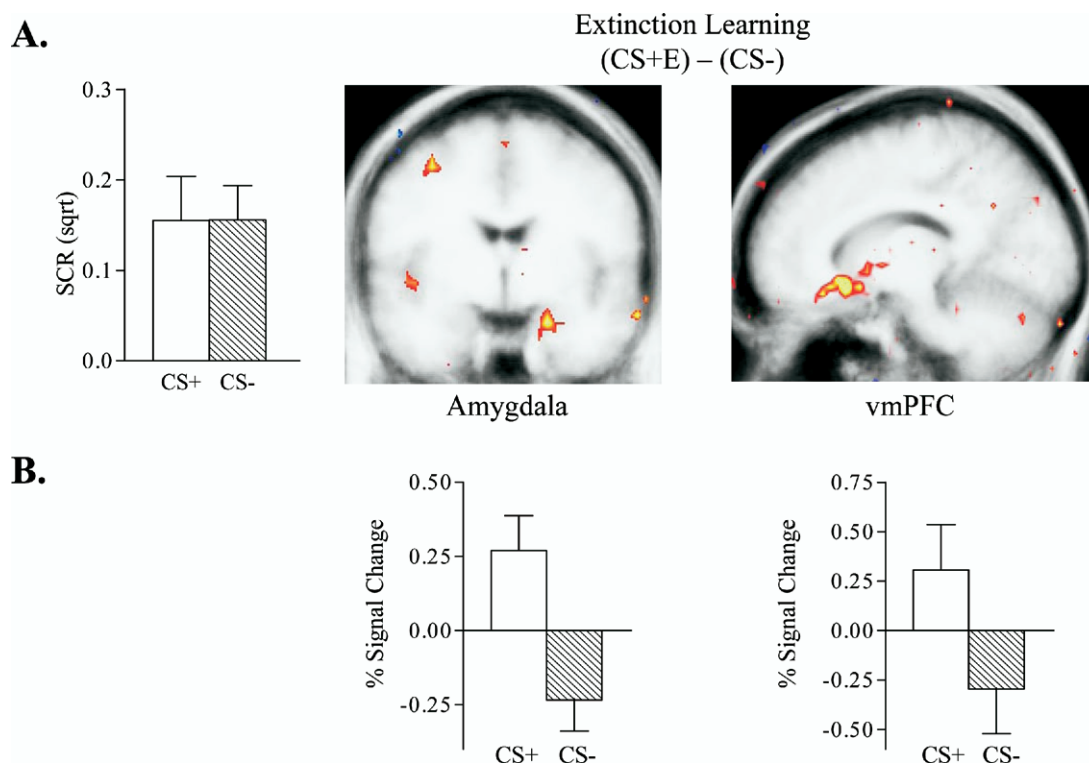 A.
Extinction Learning
(CS+E) – (CS-)
0.3
0.2
0.1
0.0
SCR (sqrt)
CS+ CS-
Amygdala
vmPFC
B.
0.50
0.25
0.00
-0.25
% Signal Change
CS+ CS-
0.75
0.50
0.25
0.00
-0.25
-0.50
% Signal Change
CS+ CS-